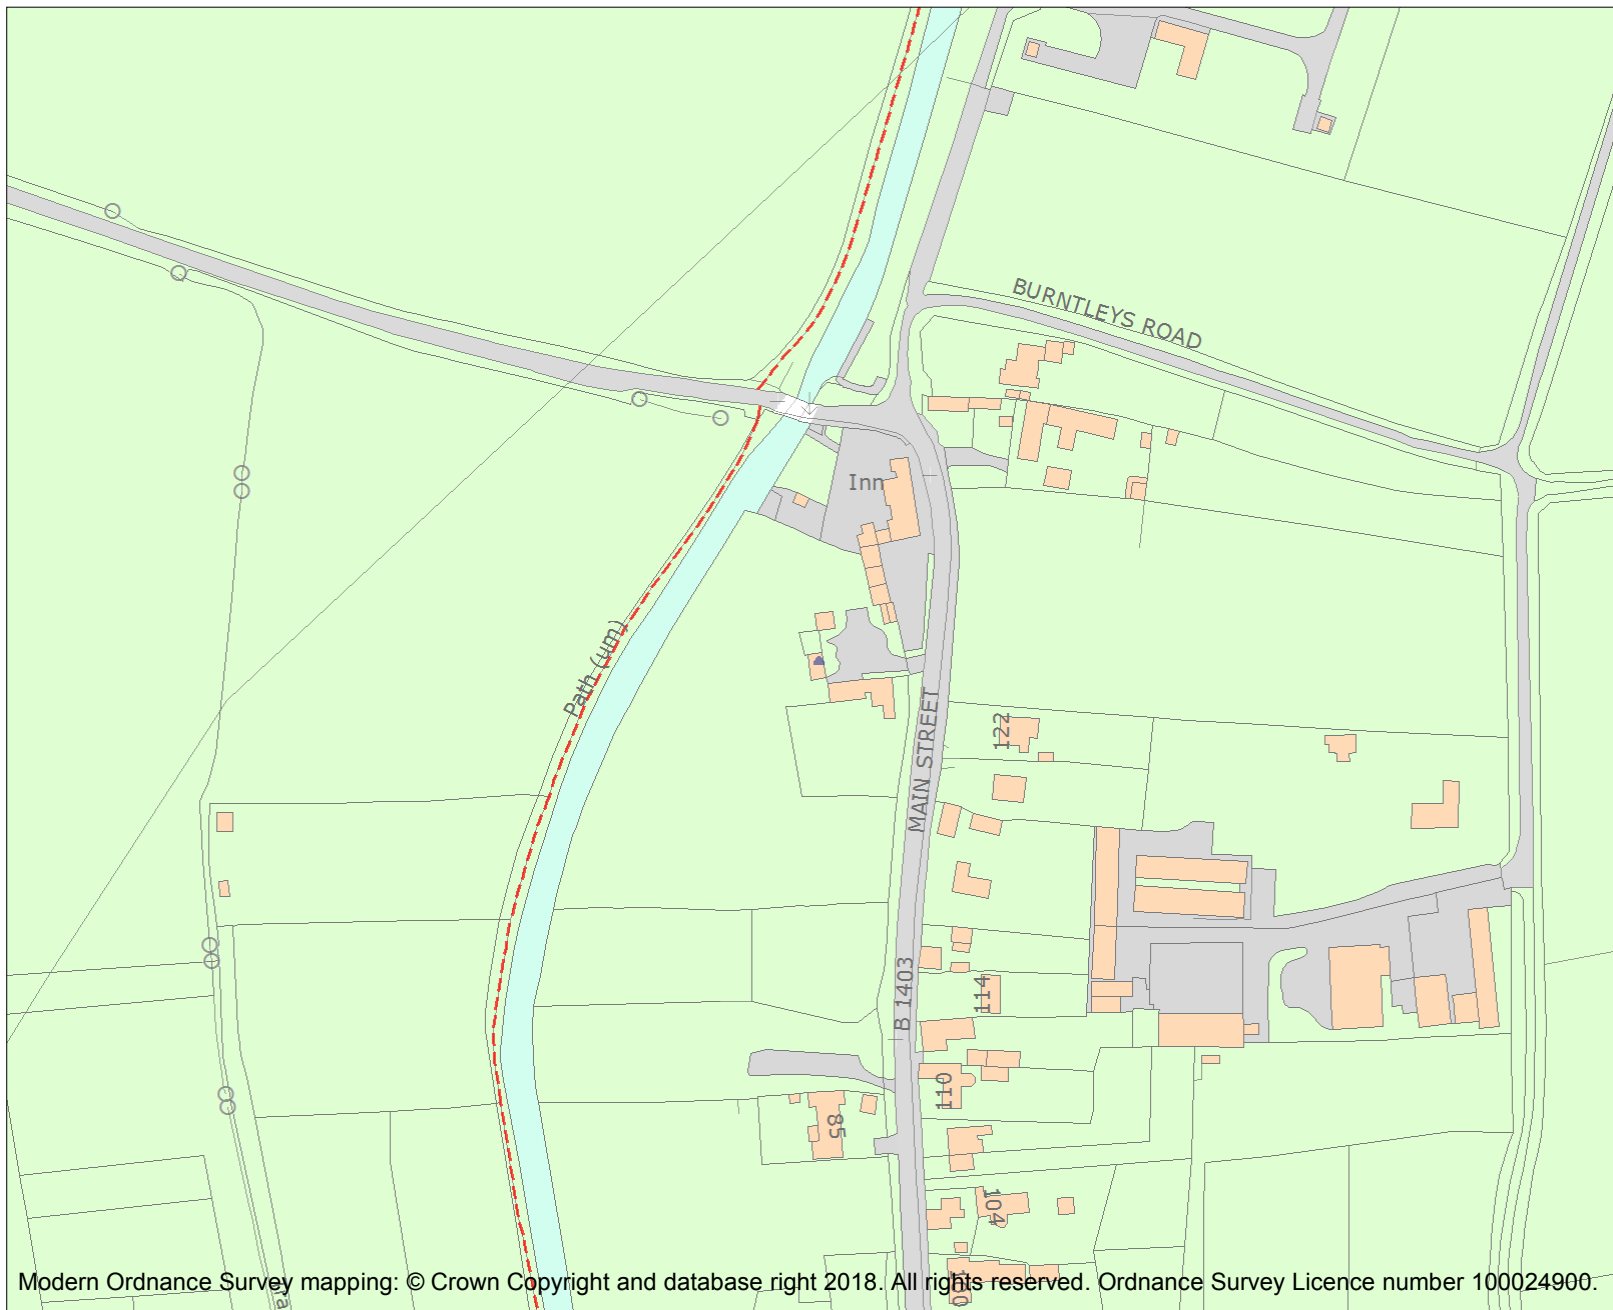 BURNTLEYS ROAD
Inn
Path (um)
122
MAIN STREET
B 1403
114
110
85
104
Modern Ordnance Survey mapping: © Crown Copyright and database right 2018. All rights reserved. Ordnance Survey Licence number 100024900.